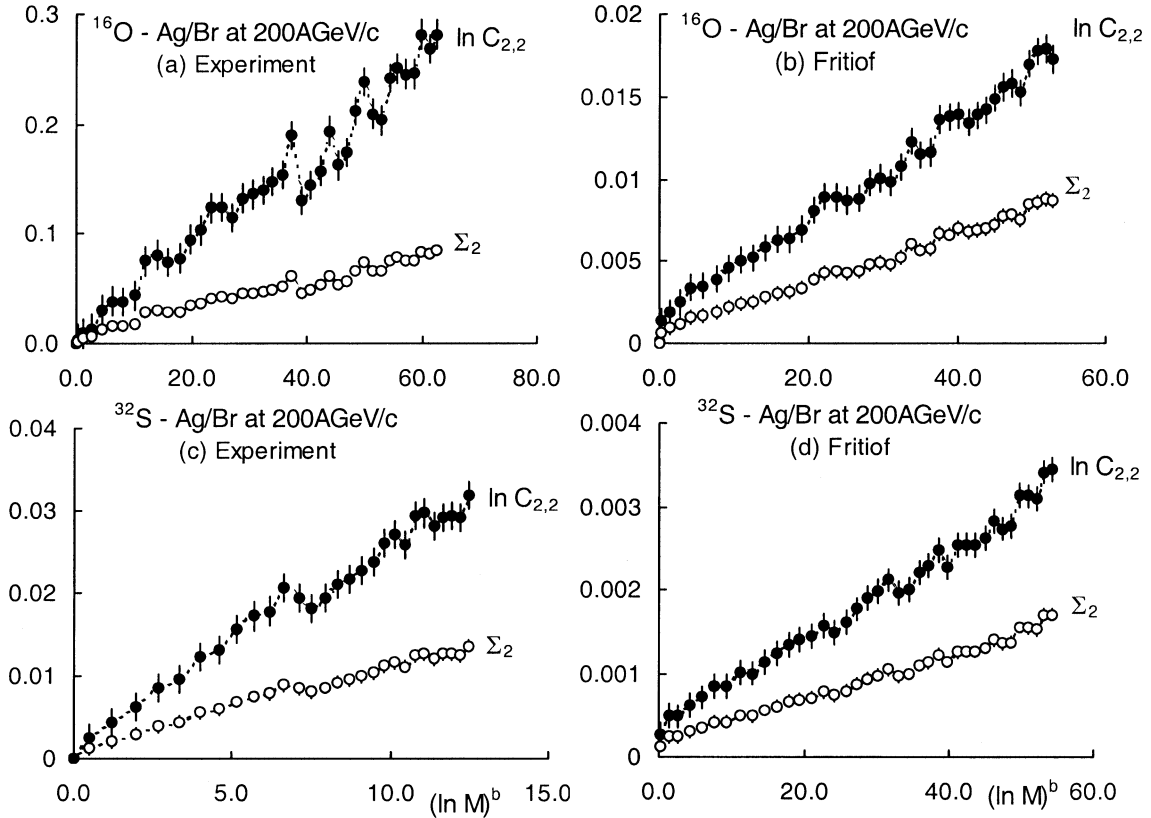 0.3
¹⁶O - Ag/Br at 200AGeV/c
(a) Experiment
ln C₂,₂
0.2
0.1
Σ₂
0.0
0.0 20.0 40.0 60.0 80.0
0.02
¹⁶O - Ag/Br at 200AGeV/c
(b) Fritiof
ln C₂,₂
0.015
0.01
Σ₂
0.005
0
0.0 20.0 40.0 60.0
³²S - Ag/Br at 200AGeV/c
(c) Experiment
0.04
ln C₂,₂
0.03
0.02
Σ₂
0.01
0
0.0 5.0 10.0 (ln M)ᵇ 15.0
³²S - Ag/Br at 200AGeV/c
(d) Fritiof
0.004
ln C₂,₂
0.003
0.002
Σ₂
0.001
0
0.0 20.0 40.0 (ln M)ᵇ 60.0